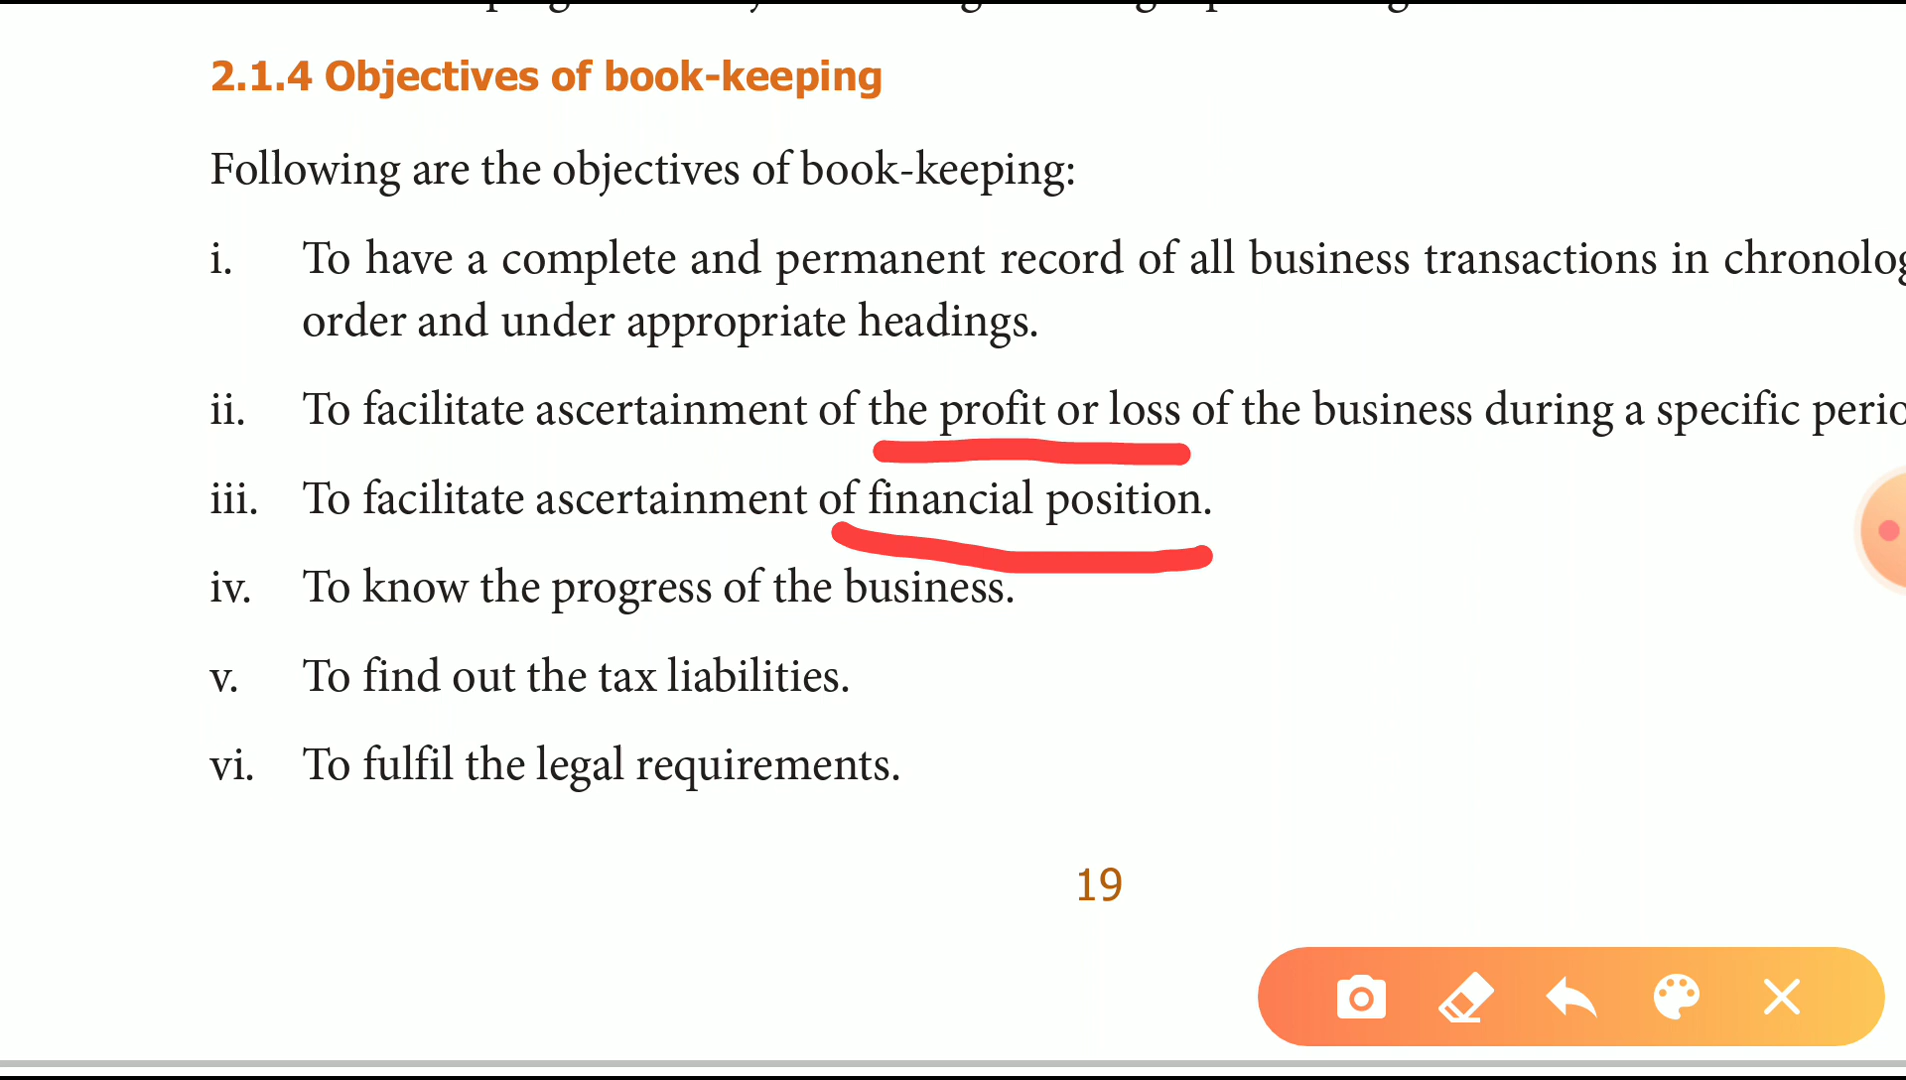 2.1.4 Objectives of book-keeping
Following are the objectives of book-keeping:
i. To have a complete and permanent record of all business transactions in
order and under appropriate headings.
ii. To facilitate ascertainment of the profit or loss of the business during a specific
iii. To facilitate ascertainment of financial position.
iv. To know the progress of the business.
v. To find out the tax liabilities.
vi. To fulfil the legal requirements.
19